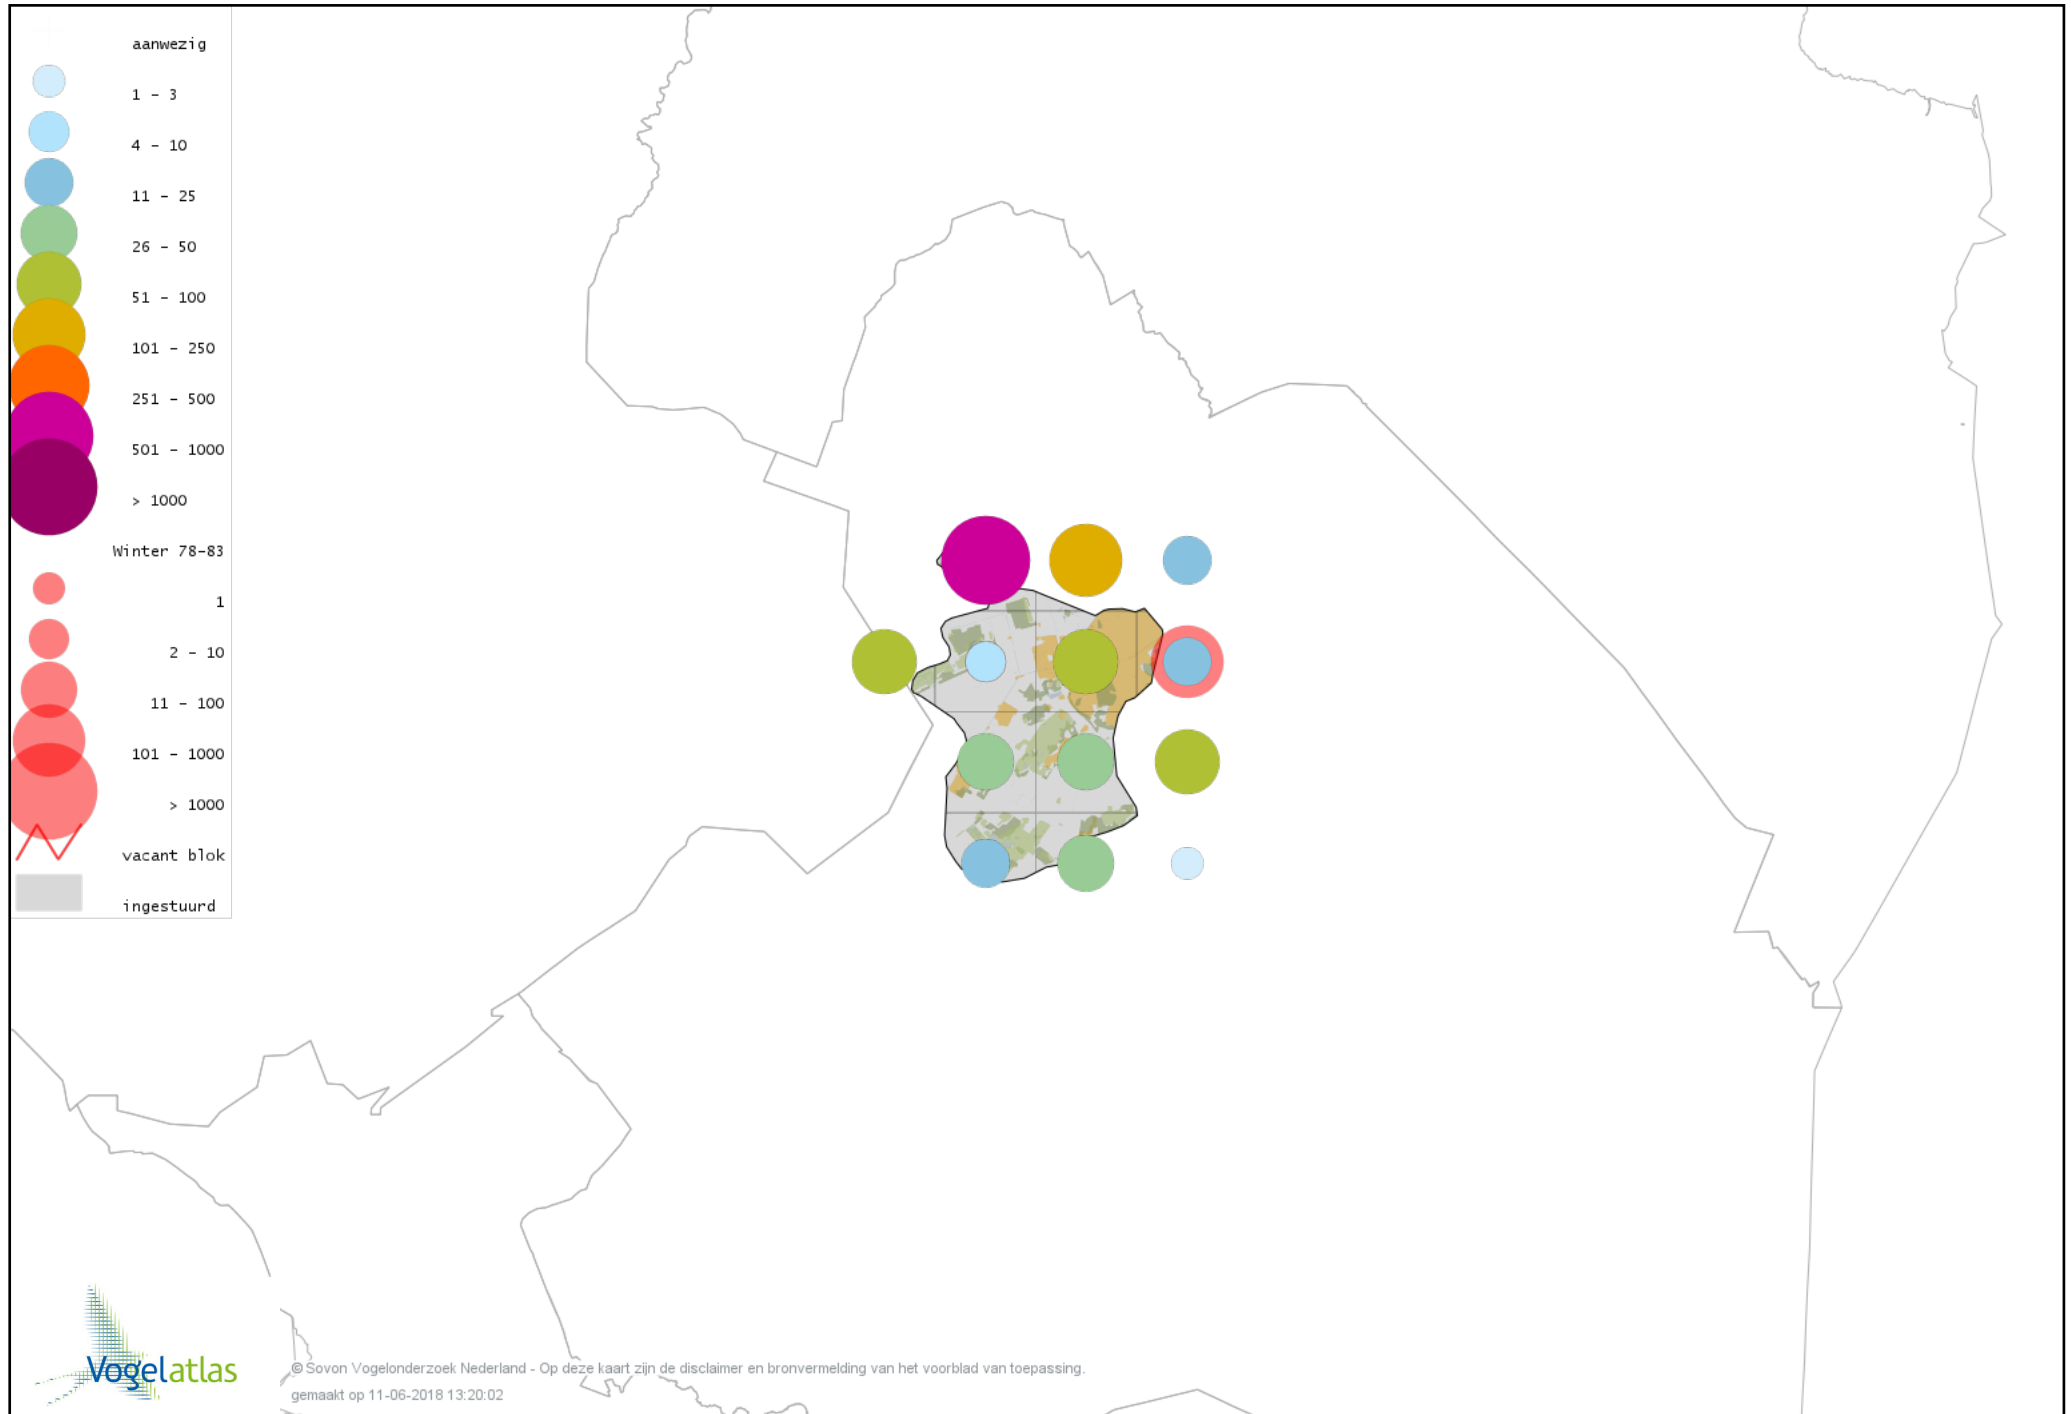 aanwezig
1 - 3
4 - 10
11 - 25
26 - 50
51 - 100
101 - 250
251 - 500
501 - 1000
> 1000
Winter 78-83
1
2 - 10
11 - 100
101 - 1000
> 1000
vacant blok
ingestuurd
Vogelatlas
© Sovon Vogelonderzoek Nederland - Op deze kaart zijn de disclaimer en bronvermelding van het voorblad van toepassing.
gemaakt op 11-06-2018 13:20:02